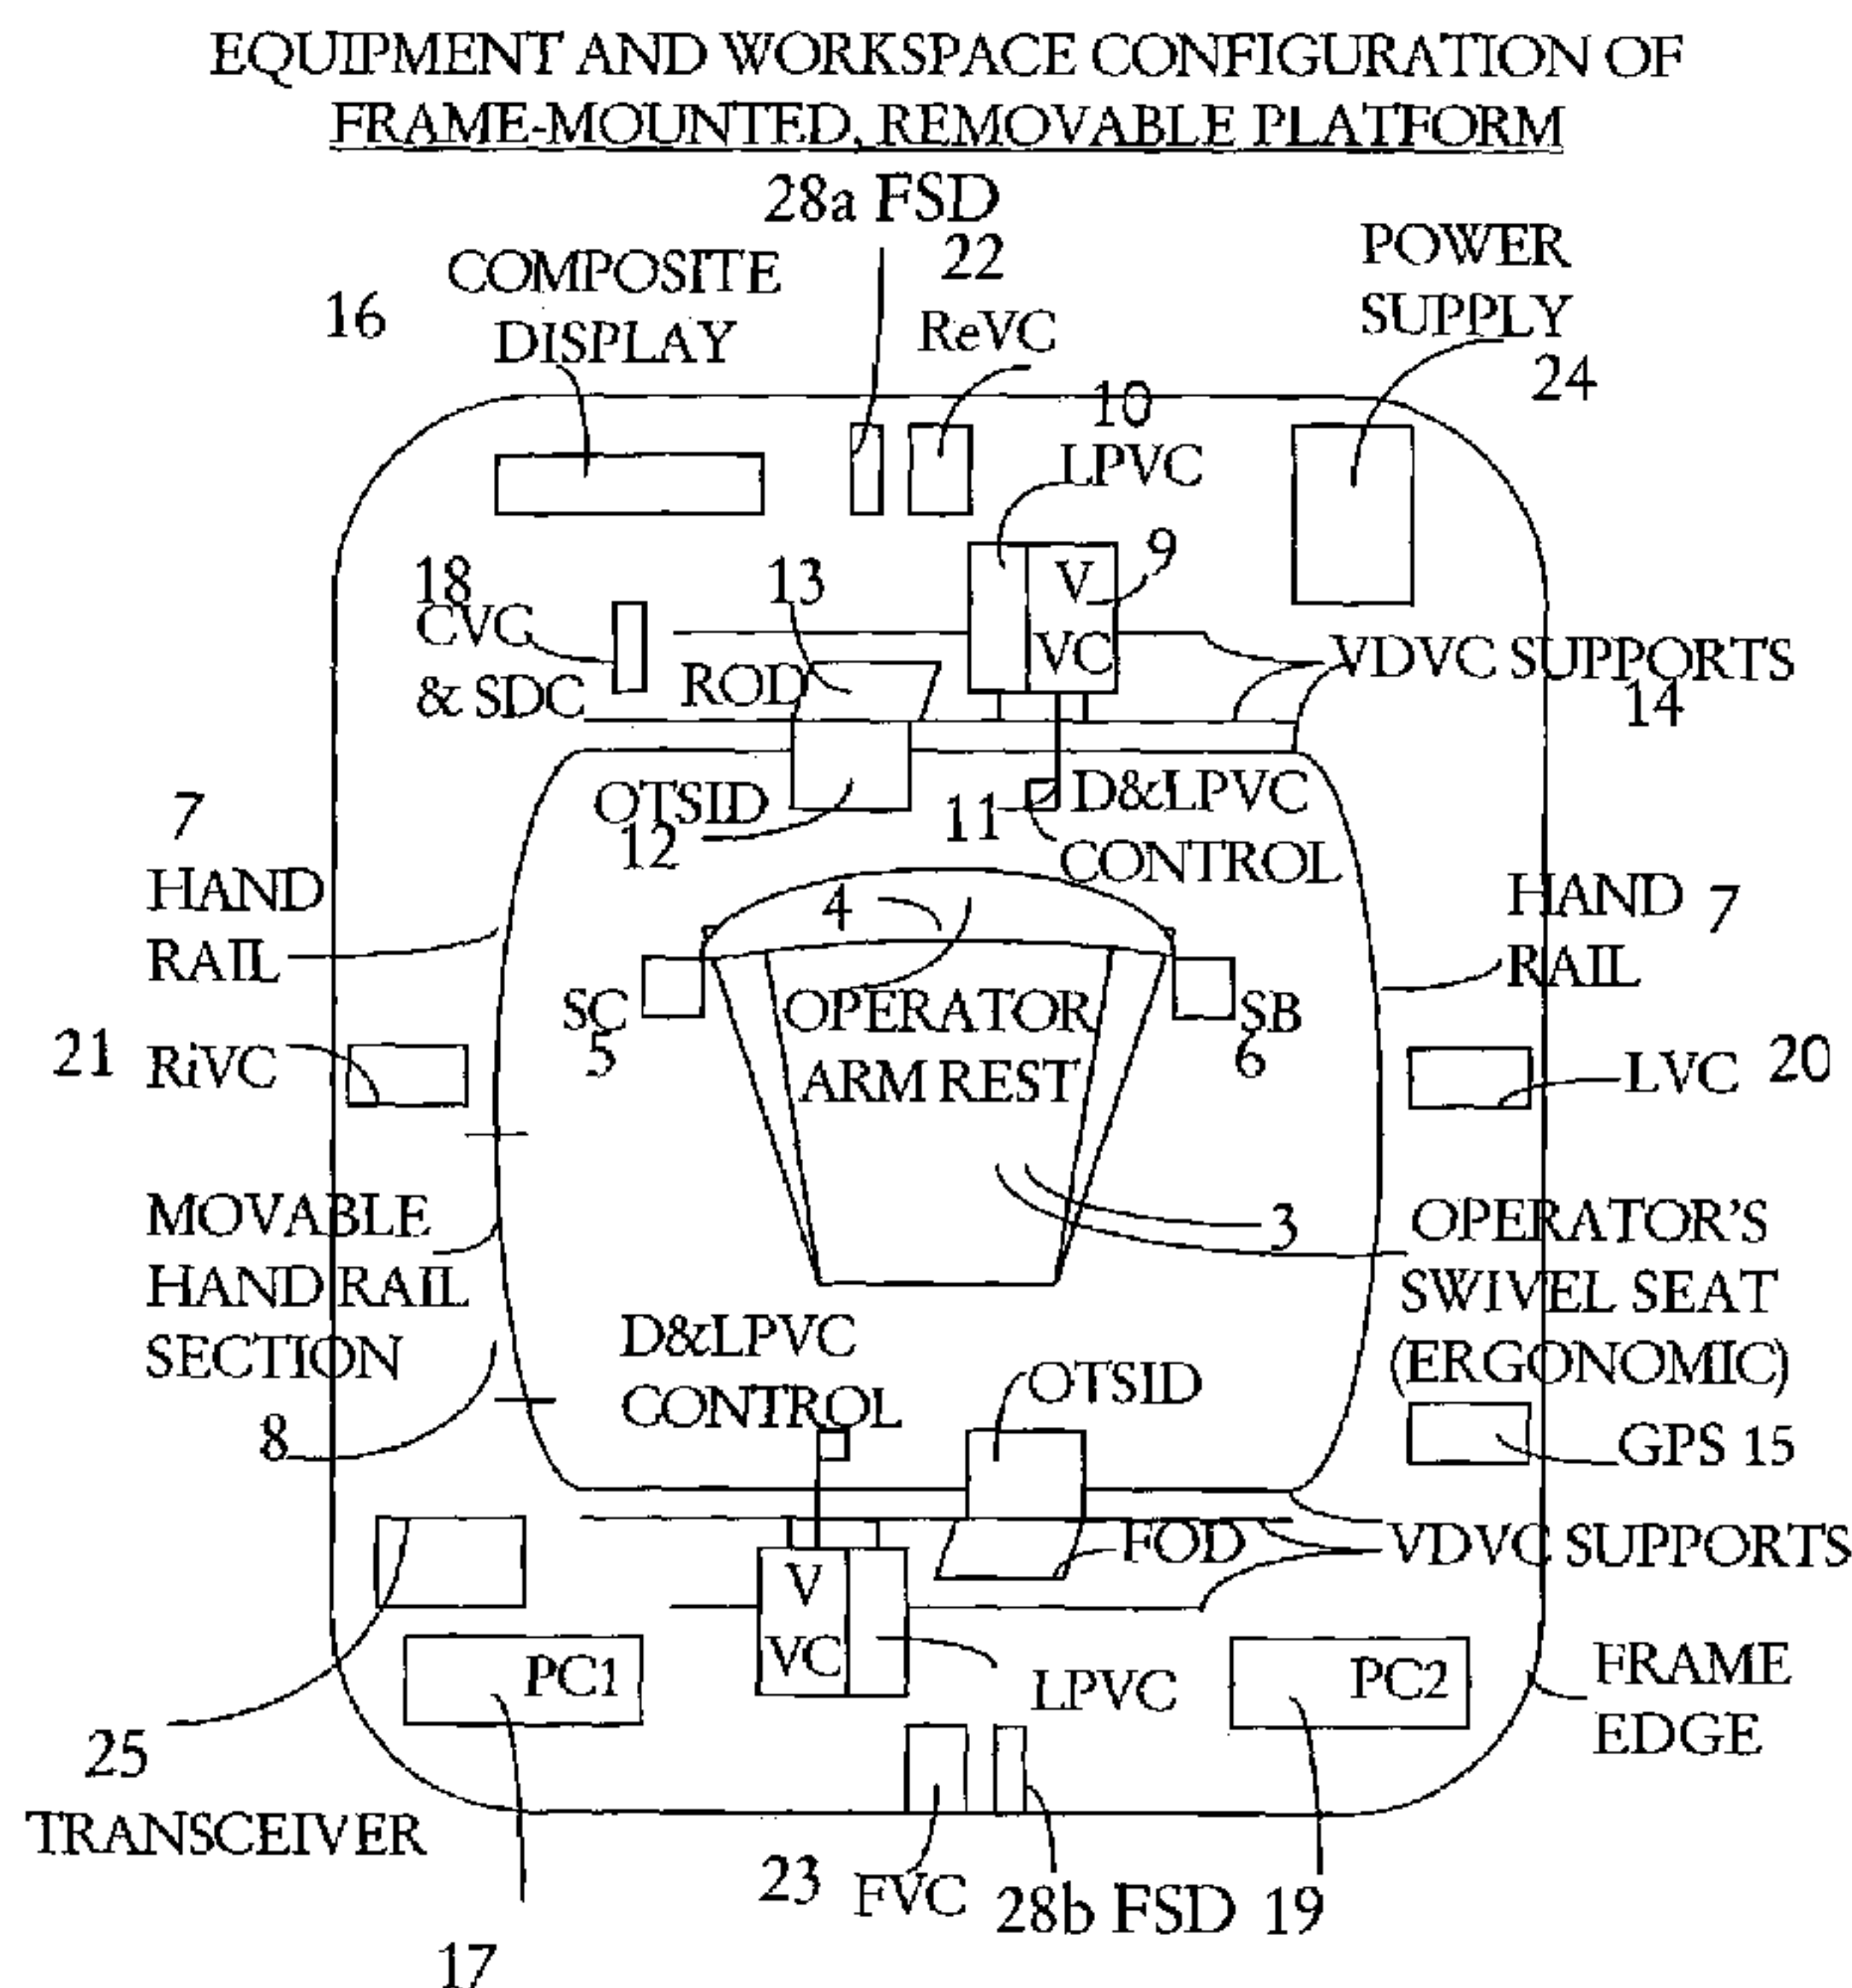 EQUIPMENT AND WORKSPACE CONFIGURATION OF
FRAME-MOUNTED, REMOVABLE PLATFORM
28a FSD
22
ReVC
COMPOSITE
DISPLAY
16
POWER
SUPPLY
24
10
LPVC
9
V
VC
18
CVC
& SDC
13
ROD
VDVC SUPPORTS
14
OTSID
12
11
D&LPVC
CONTROL
7
HAND
RAIL
HAND 7
RAIL
4
OPERATOR
ARM REST
SC
5
SB
6
21 RiVC
LVC 20
MOVABLE
HAND RAIL
SECTION
8
3
OPERATOR'S
SWIVEL SEAT
(ERGONOMIC)
D&LPVC
CONTROL
OTSID
GPS 15
FOD
VDVC SUPPORTS
V
VC
LPVC
PC1
PC2
FRAME
EDGE
25
TRANSCEIVER
23 FVC
28b FSD
19
17